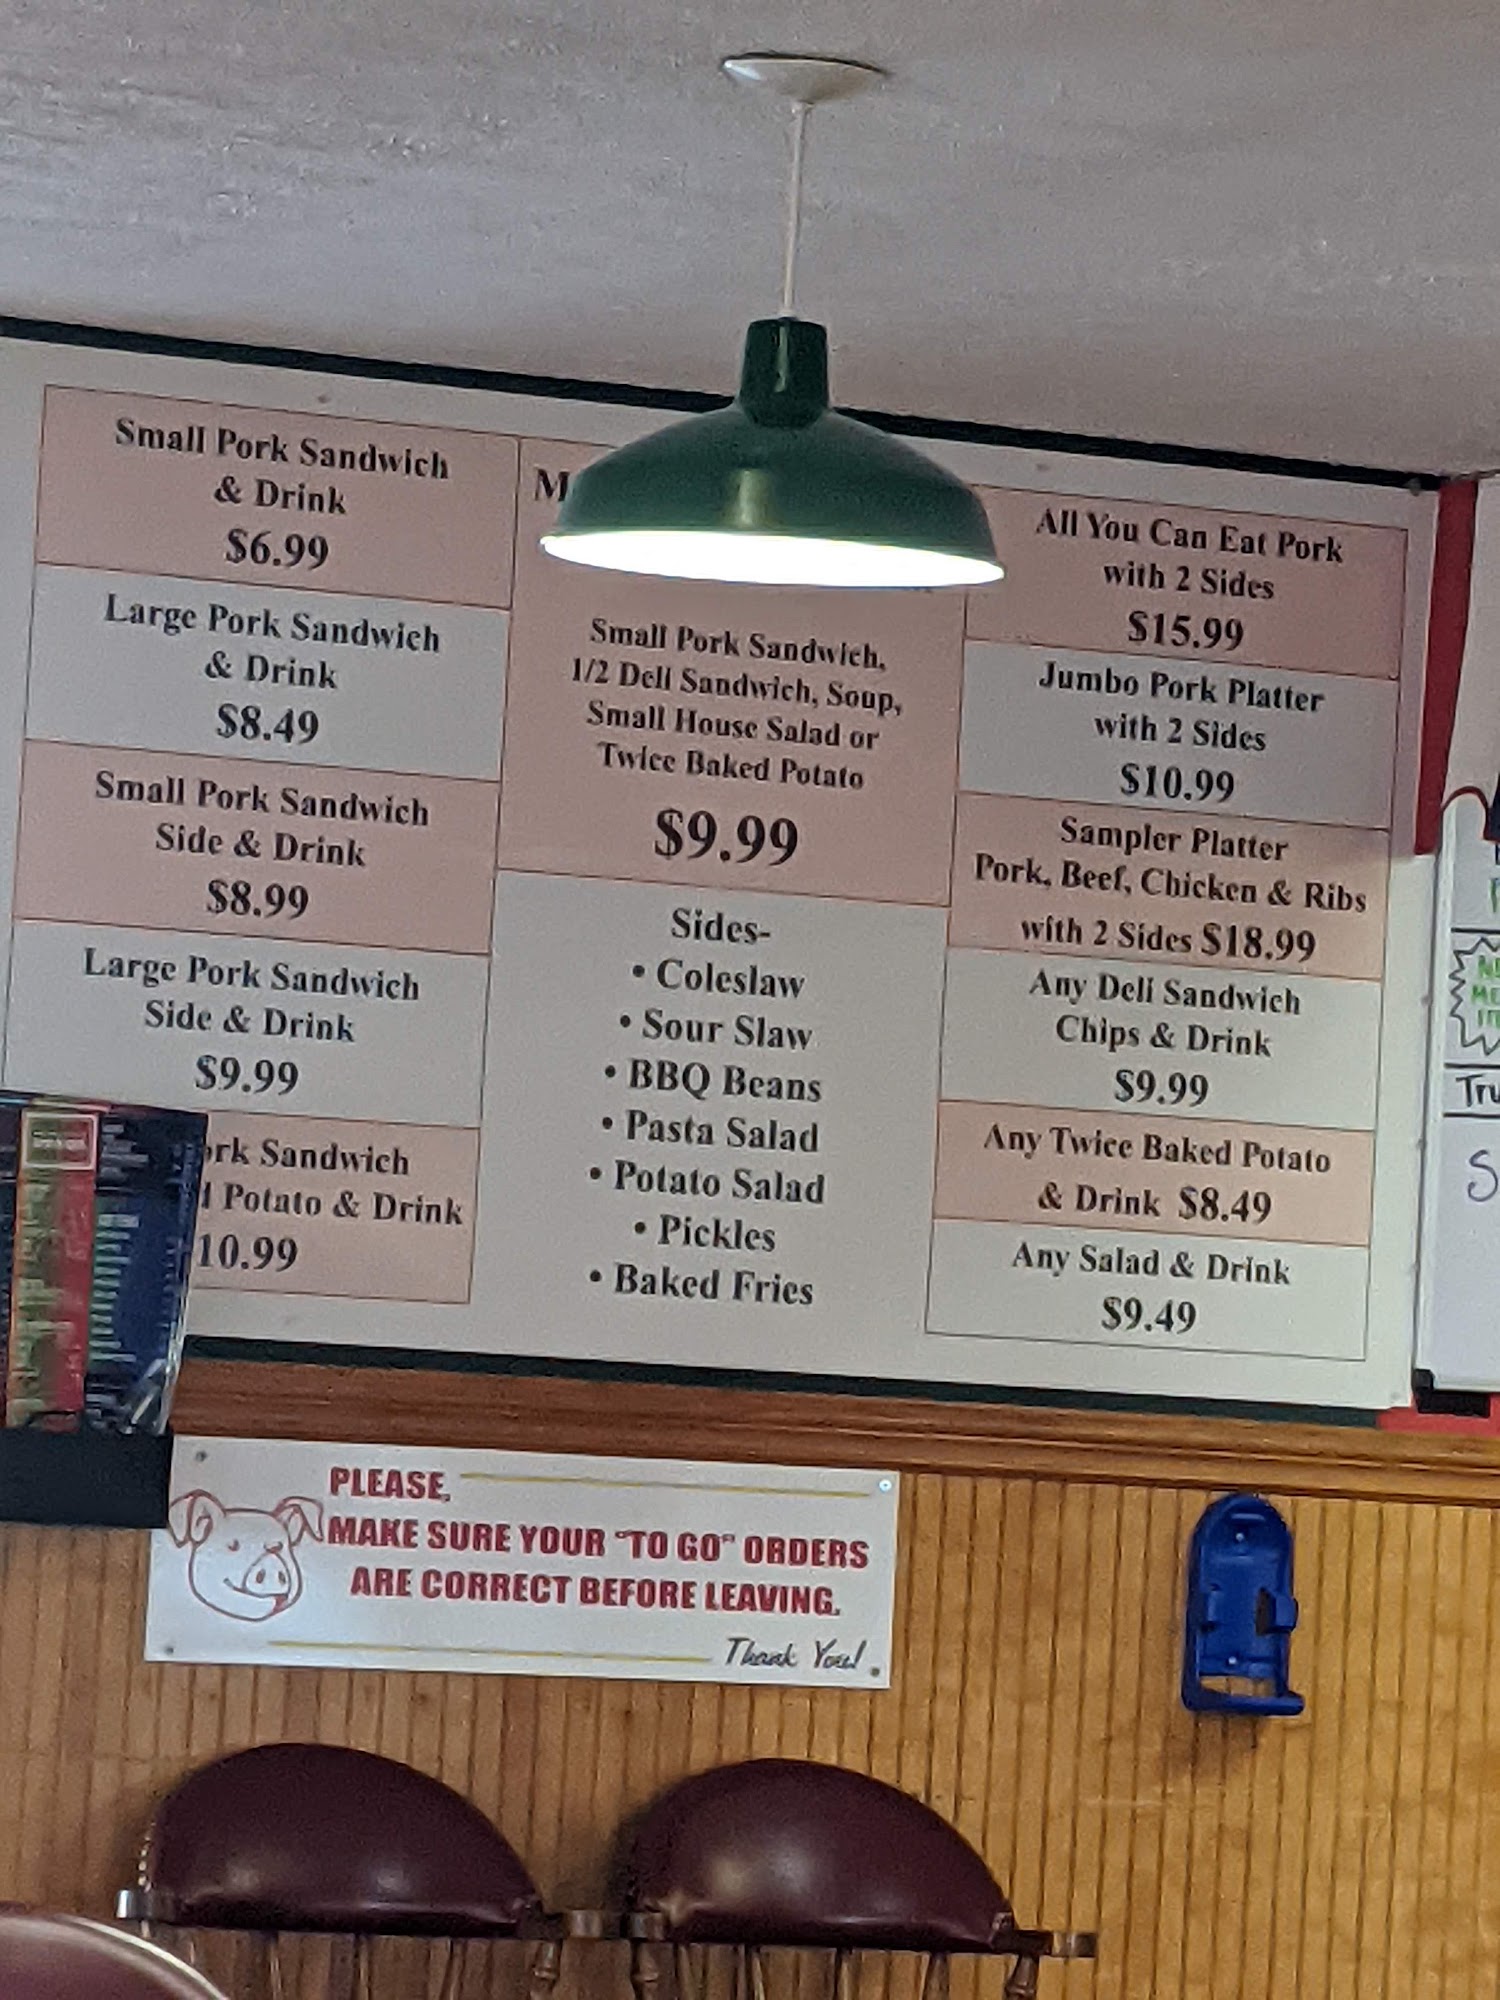 Small Pork Sandwich
& Drink
$6.99
Large Pork Sandwich
& Drink
$8.49
Small Pork Sandwich
Side & Drink
$8.99
Large Pork Sandwich
Side & Drink
$9.99
Sandwich
Potato & Drink
10.99
Small Pork Sandwich,
1/2 Deli Sandwich, Soup,
Small House Salad or
Twice Baked Potato
$9.99
Sides-
• Coleslaw
• Sour Slaw
• BBQ Beans
• Pasta Salad
• Potato Salad
• Pickles
• Baked Fries
All You Can Eat Pork
with 2 Sides
$15.99
Jumbo Pork Platter
with 2 Sides
$10.99
Sampler Platter
Pork, Beef, Chicken & Ribs
with 2 Sides $18.99
Any Deli Sandwich
Chips & Drink
$9.99
Any Twice Baked Potato
& Drink $8.49
Any Salad & Drink
$9.49
PLEASE,
MAKE SURE YOUR "TO GO" ORDERS
ARE CORRECT BEFORE LEAVING.
Thank You!